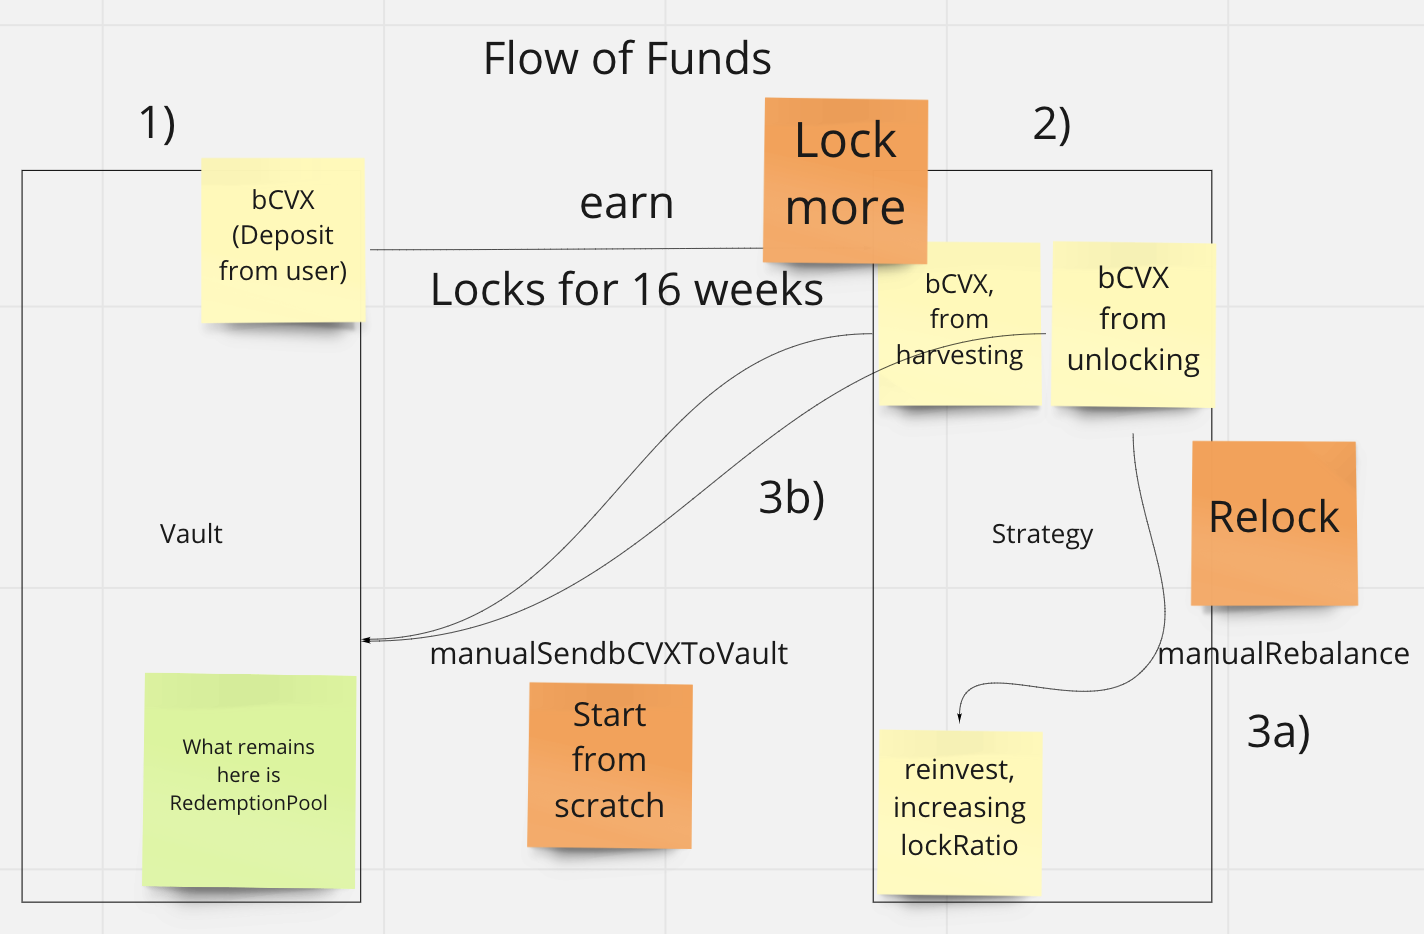 Flow of Funds
1)
2)
Lock
more
bCVX
(Deposit
from user)
earn
Locks for 16 weeks
bCVX,
from
harvesting
bCVX
from
unlocking
3b)
Vault
Strategy
Relock
manualSendbCVXToVault
manualRebalance
What remains
here is
RedemptionPool
Start
from
scratch
3a)
reinvest,
increasing
lockRatio